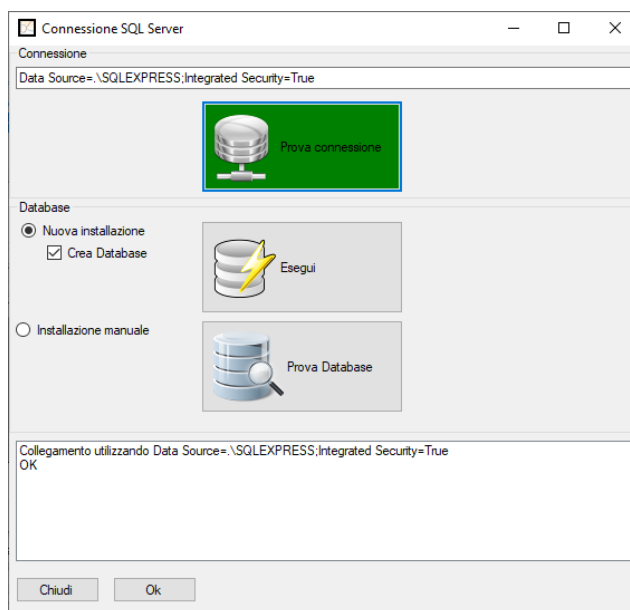 Connessione SQL Server
Connessione
Data Source=.\SQLEXPRESS;Integrated Security=True
Prova connessione
Database
Nuova installazione
Crea Database
Esegui
Installazione manuale
Prova Database
Collegamento utilizzando Data Source=.\SQLEXPRESS;Integrated Security=True
OK
Chiudi
Ok